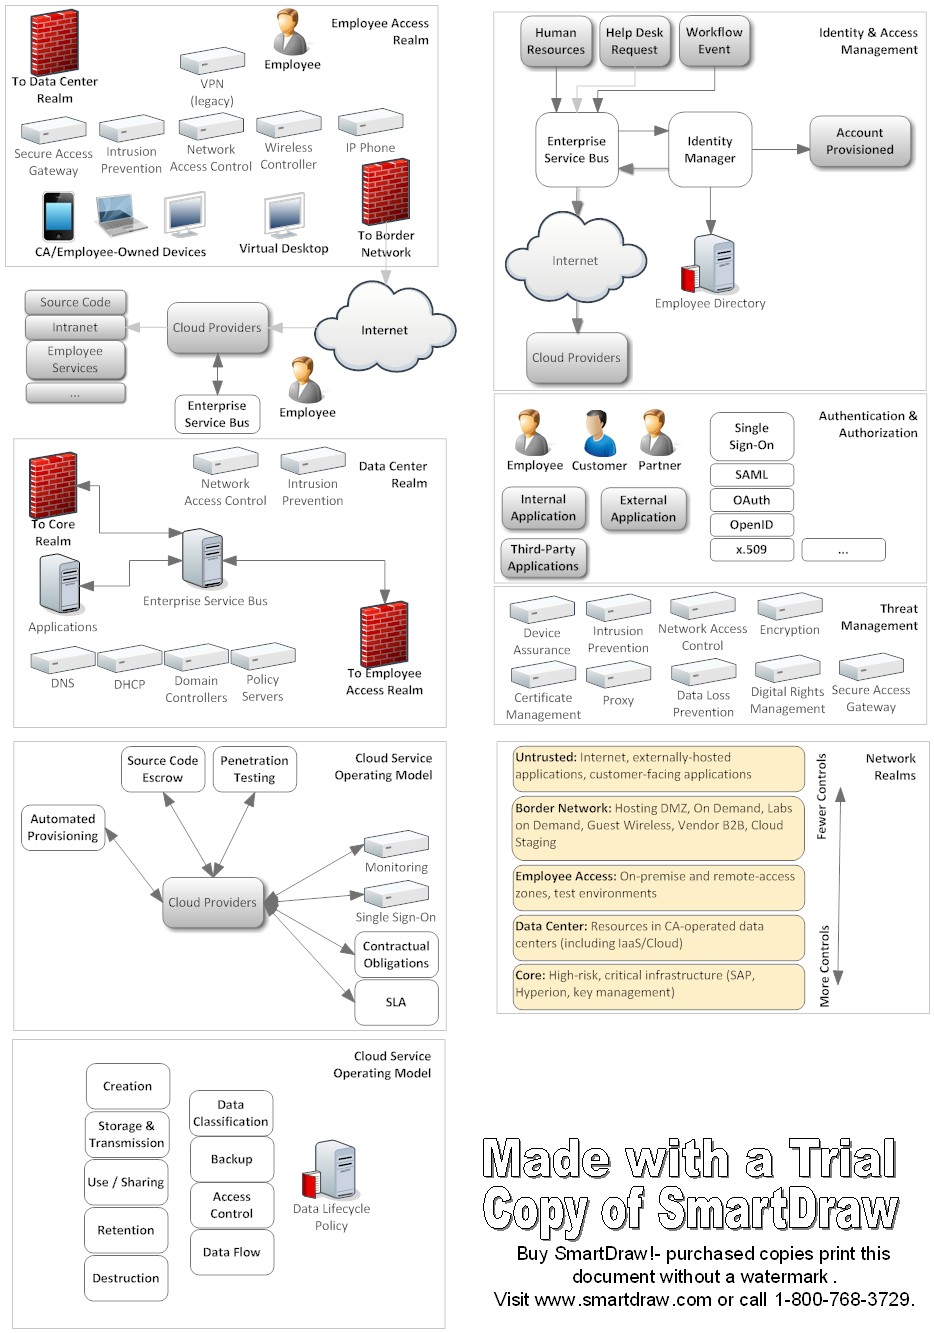 Employee Access
Realm
Employee
To Data Center
Realm
VPN
(legacy)
Secure Access
Gateway
Intrusion
Prevention
Network
Access Control
Wireless
Controller
IP Phone
CA/Employee-Owned Devices
Virtual Desktop
To Border
Network
Source Code
Intranet
Employee
Services
...
Cloud Providers
Internet
Enterprise
Service Bus
Employee
Data Center
Realm
Network
Access Control
Intrusion
Prevention
To Core
Realm
Enterprise Service Bus
Applications
To Employee
Access Realm
DNS
DHCP
Domain
Controllers
Policy
Servers
Cloud Service
Operating Model
Source Code
Escrow
Penetration
Testing
Automated
Provisioning
Cloud Providers
Monitoring
Single Sign-On
Contractual
Obligations
SLA
Cloud Service
Operating Model
Creation
Storage &
Transmission
Use / Sharing
Retention
Destruction
Data
Classification
Backup
Access
Control
Data Flow
Data Lifecycle
Policy
Identity & Access
Management
Human
Resources
Help Desk
Request
Workflow
Event
Enterprise
Service Bus
Identity
Manager
Account
Provisioned
Internet
Employee Directory
Cloud Providers
Authentication &
Authorization
Employee
Customer
Partner
Single
Sign-On
SAML
OAuth
OpenID
x.509
...
Internal
Application
External
Application
Third-Party
Applications
Threat
Management
Device
Assurance
Intrusion
Prevention
Network Access
Control
Encryption
Certificate
Management
Proxy
Data Loss
Prevention
Digital Rights
Management
Secure Access
Gateway
Network
Realms
Untrusted: Internet, externally-hosted
applications, customer-facing applications
Border Network: Hosting DMZ, On Demand, Labs
on Demand, Guest Wireless, Vendor B2B, Cloud
Staging
Employee Access: On-premise and remote-access
zones, test environments
Data Center: Resources in CA-operated data
centers (including IaaS/Cloud)
Core: High-risk, critical infrastructure (SAP,
Hyperion, key management)
Fewer Controls
More Controls
Made with a Trial
Copy of SmartDraw
Buy SmartDraw!- purchased copies print this
document without a watermark .
Visit www.smartdraw.com or call 1-800-768-3729.